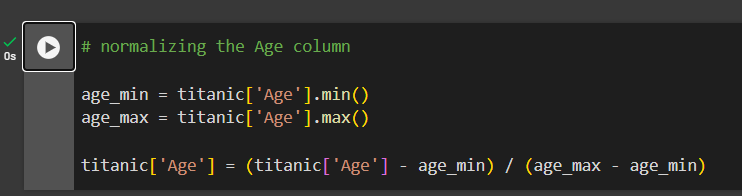 # normalizing the Age column
0s
age_min = titanic['Age'].min()
age_max = titanic['Age'].max()
titanic['Age'] = (titanic['Age'] - age_min) / (age_max - age_min)